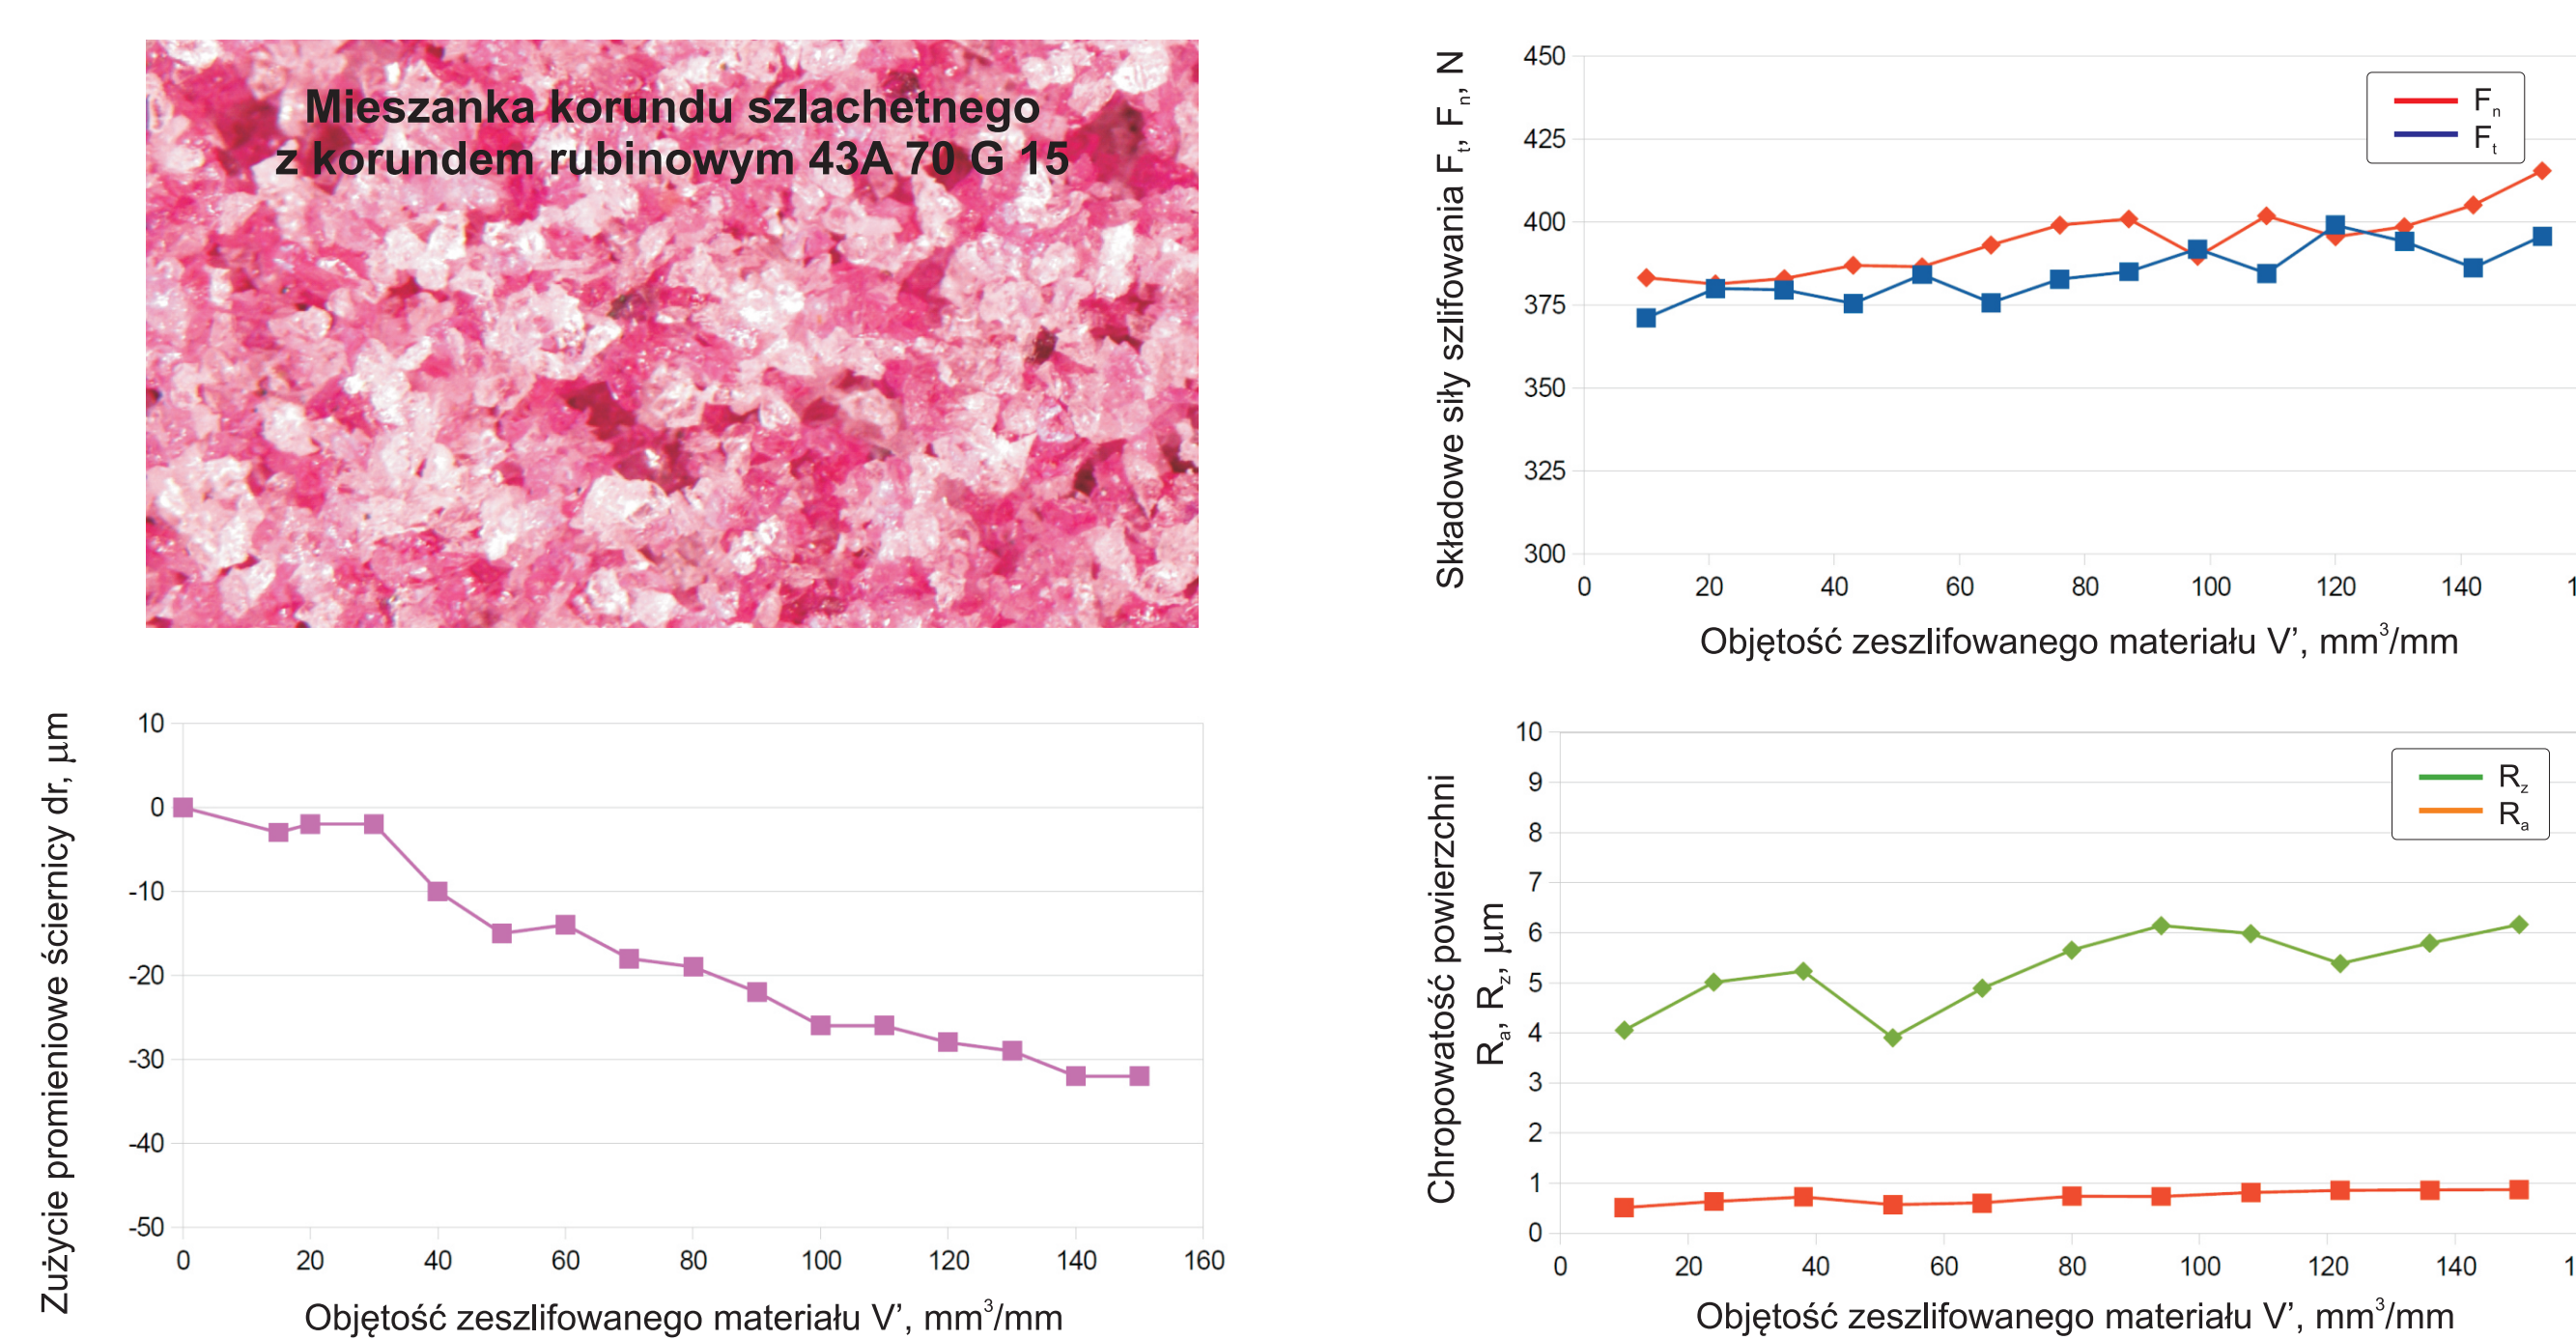 Mieszanka korundu szlachetnego
z korundem rubinowym 43A 70 G 15
Składowe siły szlifowania Ft, Fn, N
450
425
400
375
350
325
300
Fn
Ft
0 20 40 60 80 100 120 140 1
Objętość zeszlifowanego materiału V’, mm³/mm
Zużycie promieniowe ściernicy dr, µm
10
0
-10
-20
-30
-40
-50
0 20 40 60 80 100 120 140 160
Objętość zeszlifowanego materiału V’, mm³/mm
Chropowatość powierzchni
Ra, Rz, µm
10
9
8
7
6
5
4
3
2
1
0
Rz
Ra
0 20 40 60 80 100 120 140 1
Objętość zeszlifowanego materiału V’, mm³/mm